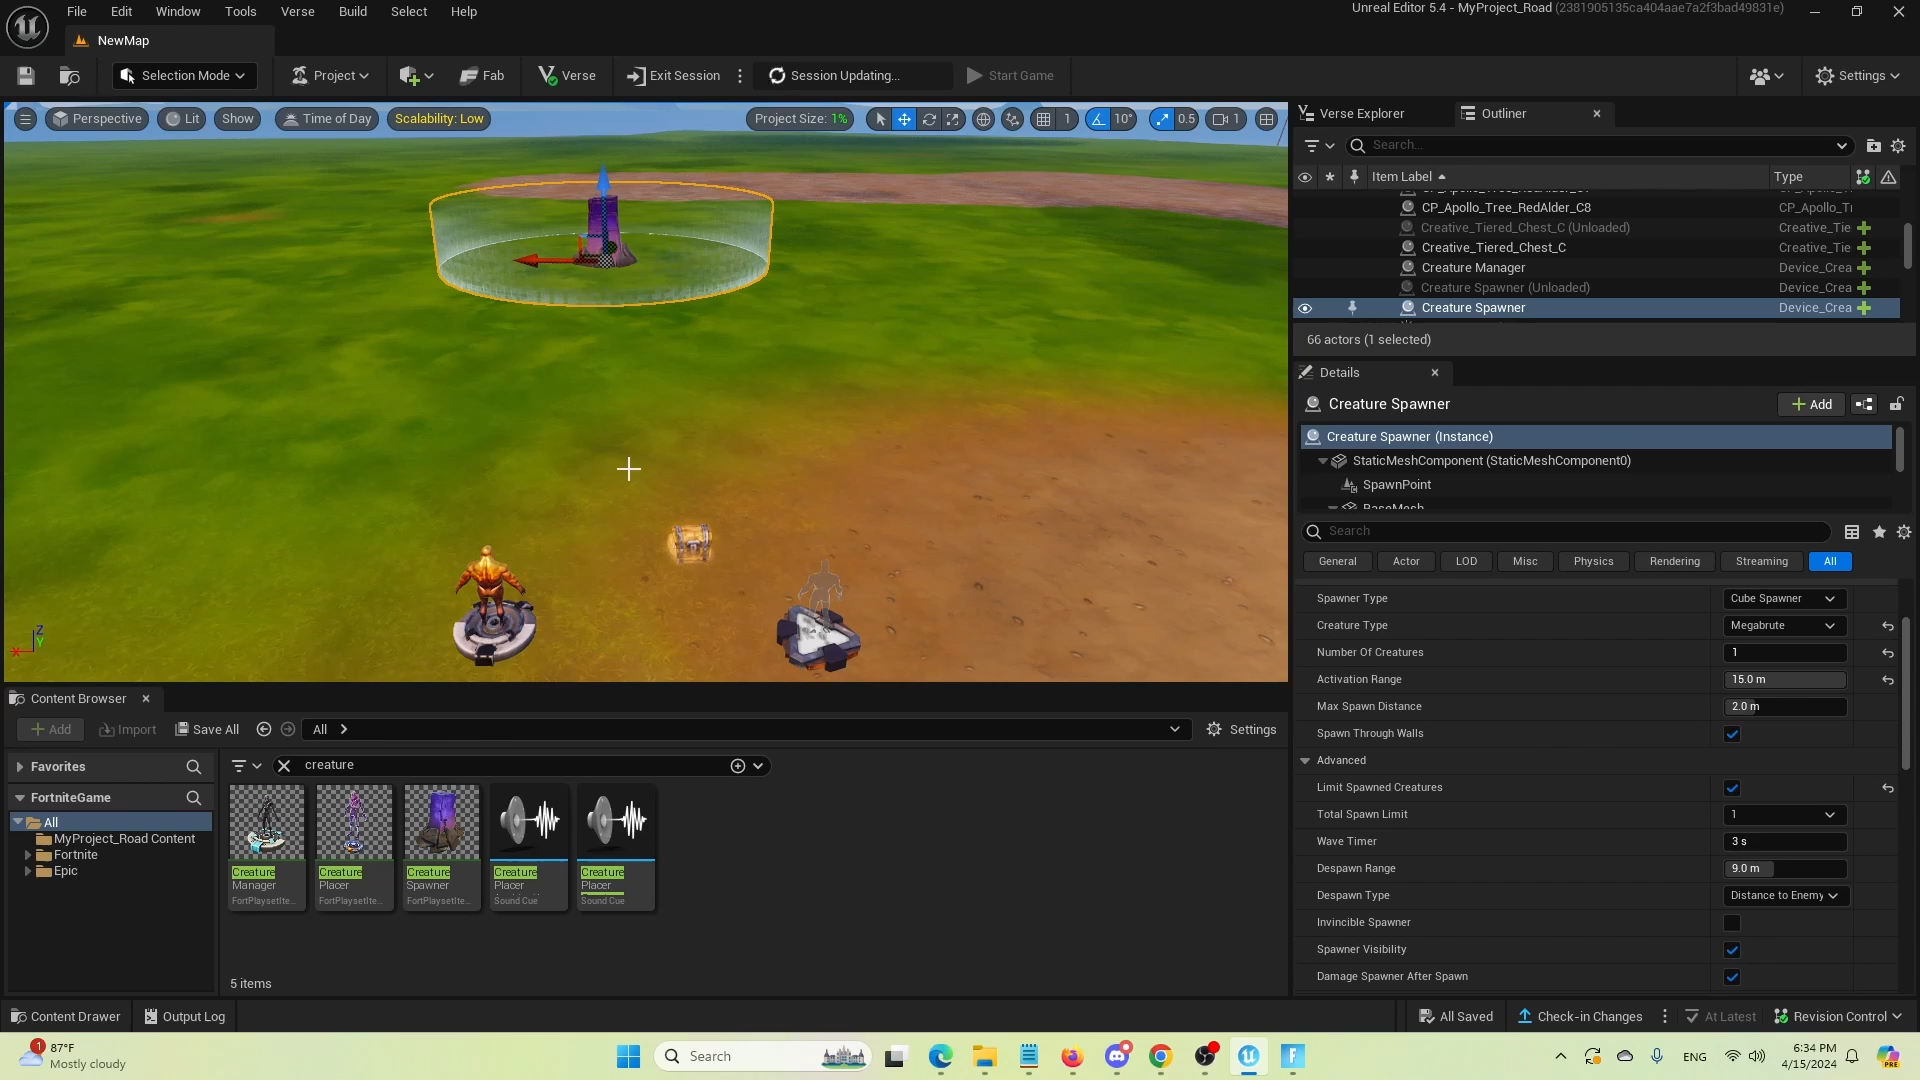 File Edit Window Tools Verse Build Select Help
Unreal Editor 5.4 - MyProject_Road (2381905135ca404aae7a2f3bad49831e)
NewMap
Selection Mode Project Fab Verse Exit Session Session Updating... Start Game Settings
Perspective Lit Show Time of Day Scalability: Low Project Size: 1% 1 10° 0.5 1
Verse Explorer Outliner
Search...
Item Label Type
CP_Apollo_Tree_RedAlder_C8 CP_Apollo_Tr
Creative_Tiered_Chest_C (Unloaded) Creative_Tie
Creative_Tiered_Chest_C Creative_Tie
Creature Manager Device_Crea
Creature Spawner (Unloaded) Device_Crea
Creature Spawner Device_Crea
66 actors (1 selected)
Details
Creature Spawner Add
Creature Spawner (Instance)
StaticMeshComponent (StaticMeshComponent0)
SpawnPoint
BaseMesh
Search
General Actor LOD Misc Physics Rendering Streaming All
Spawner Type Cube Spawner
Creature Type Megabrute
Number Of Creatures 1
Activation Range 15.0 m
Max Spawn Distance 2.0 m
Spawn Through Walls
Advanced
Limit Spawned Creatures
Total Spawn Limit 1
Wave Timer 3 s
Despawn Range 9.0 m
Despawn Type Distance to Enemy
Invincible Spawner
Spawner Visibility
Damage Spawner After Spawn
Z
Y
X
Content Browser
Add Import Save All All Settings
Favorites
creature
FortniteGame
All
MyProject_Road Content
Fortnite
Epic
Creature Manager FortPlaysetIte...
Creature Placer FortPlaysetIte...
Creature Spawner FortPlaysetIte...
Creature Placer Sound Cue
Creature Placer Sound Cue
5 items
Content Drawer Output Log All Saved Check-in Changes At Latest Revision Control
1 87°F
Mostly cloudy
Search
ENG
6:34 PM
4/15/2024
PRE